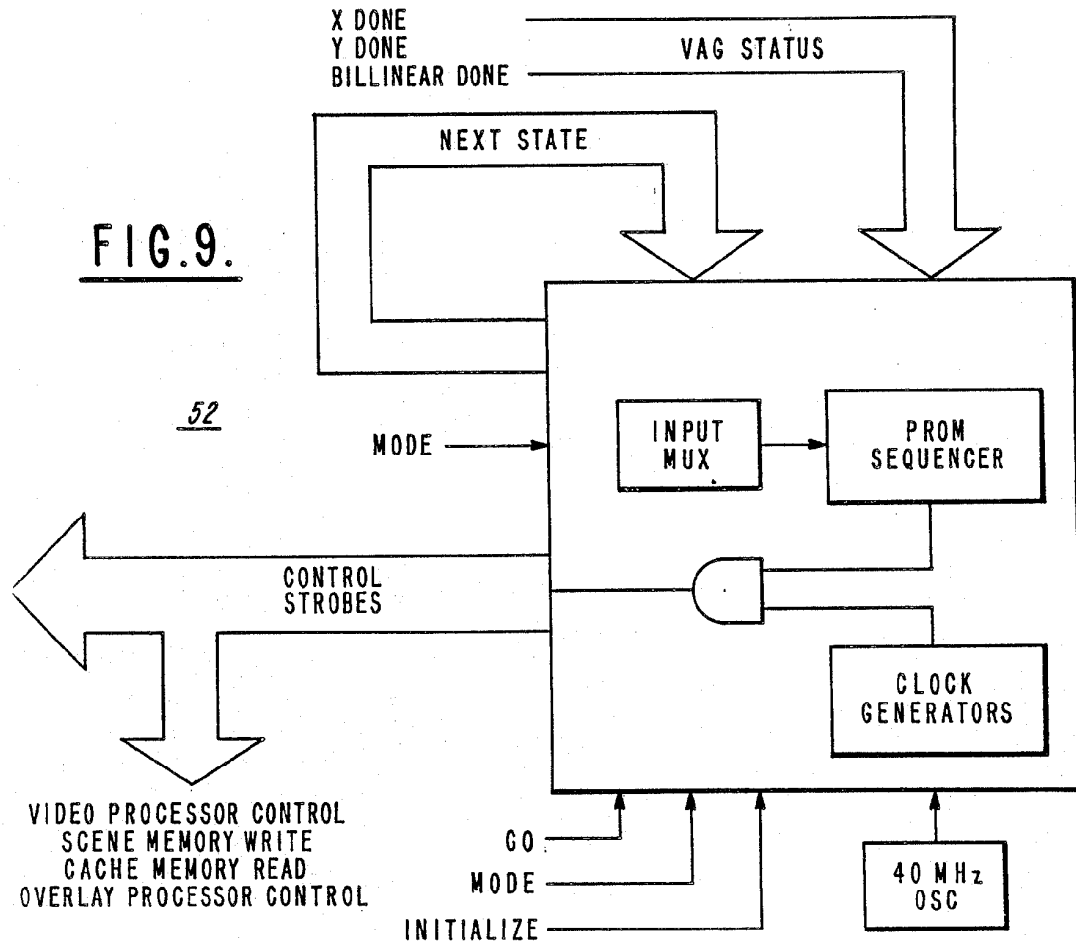 X DONE
Y DONE
BILLINEAR DONE
VAG STATUS
NEXT STATE
FIG.9.
52
MODE
INPUT
MUX
PROM
SEQUENCER
CONTROL
STROBES
CLOCK
GENERATORS
VIDEO PROCESSOR CONTROL
SCENE MEMORY WRITE
CACHE MEMORY READ
OVERLAY PROCESSOR CONTROL
GO
MODE
INITIALIZE
40 MHz
OSC